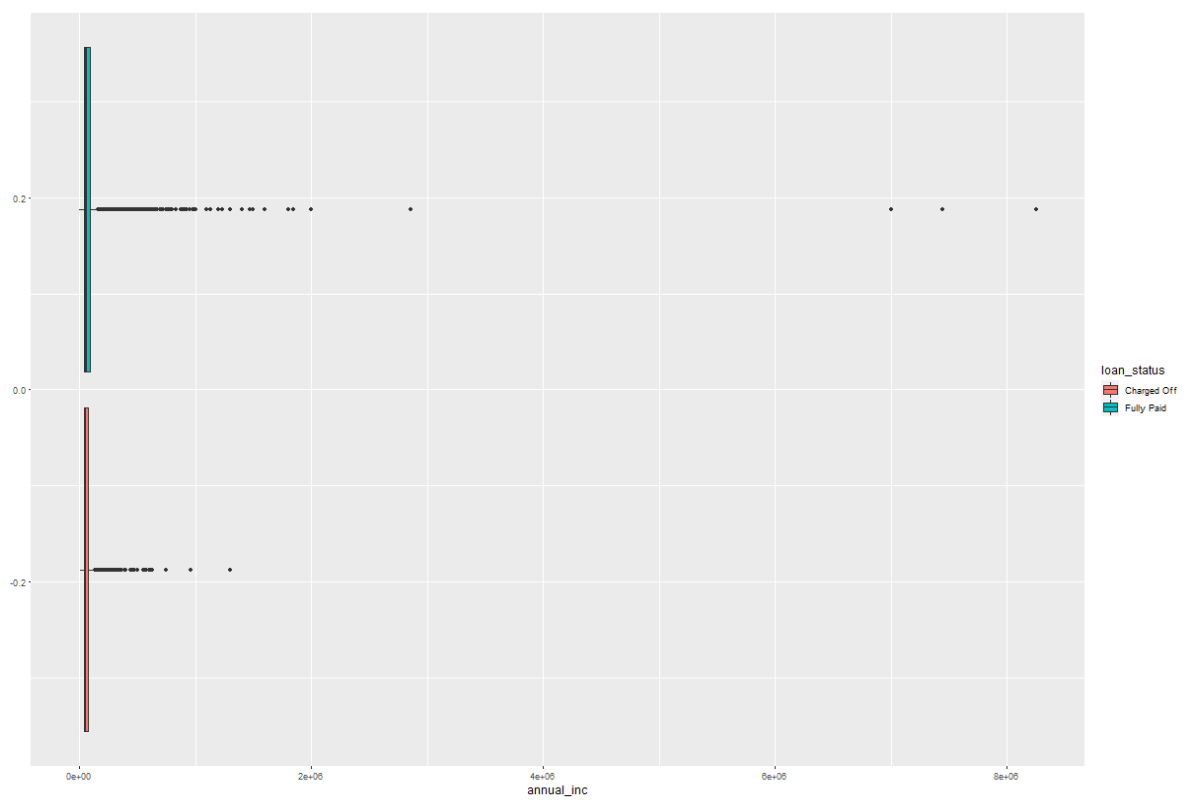 0.2
0.0
-0.2
0e+00
2e+06
4e+06
6e+06
8e+06
annual_inc
loan_status
Charged Off
Fully Paid